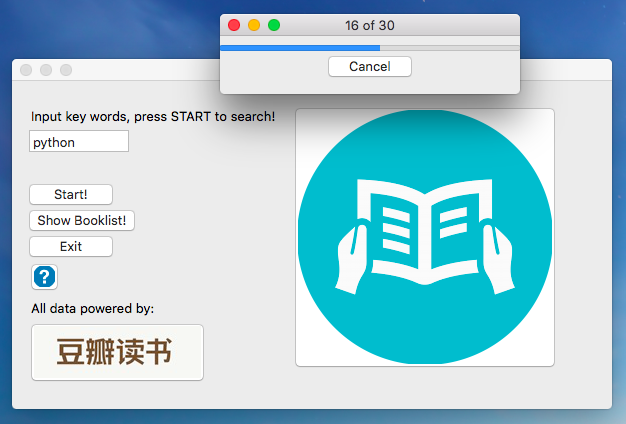 16 of 30
Cancel
Input key words, press START to search!
python
Start!
Show Booklist!
Exit
?
All data powered by:
豆瓣读书